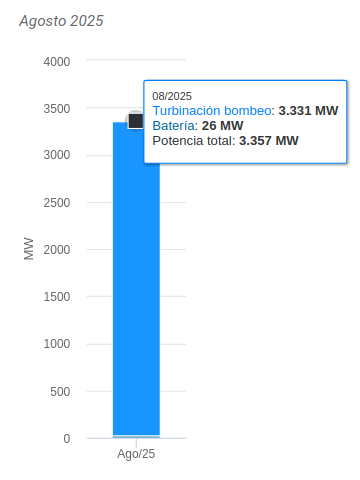 Agosto 2025
4000
08/2025
Turbinación bombeo: 3.331 MW
Batería: 26 MW
Potencia total: 3.357 MW
3500
3000
2500
2000
MW
1500
1000
500
0
Ago/25